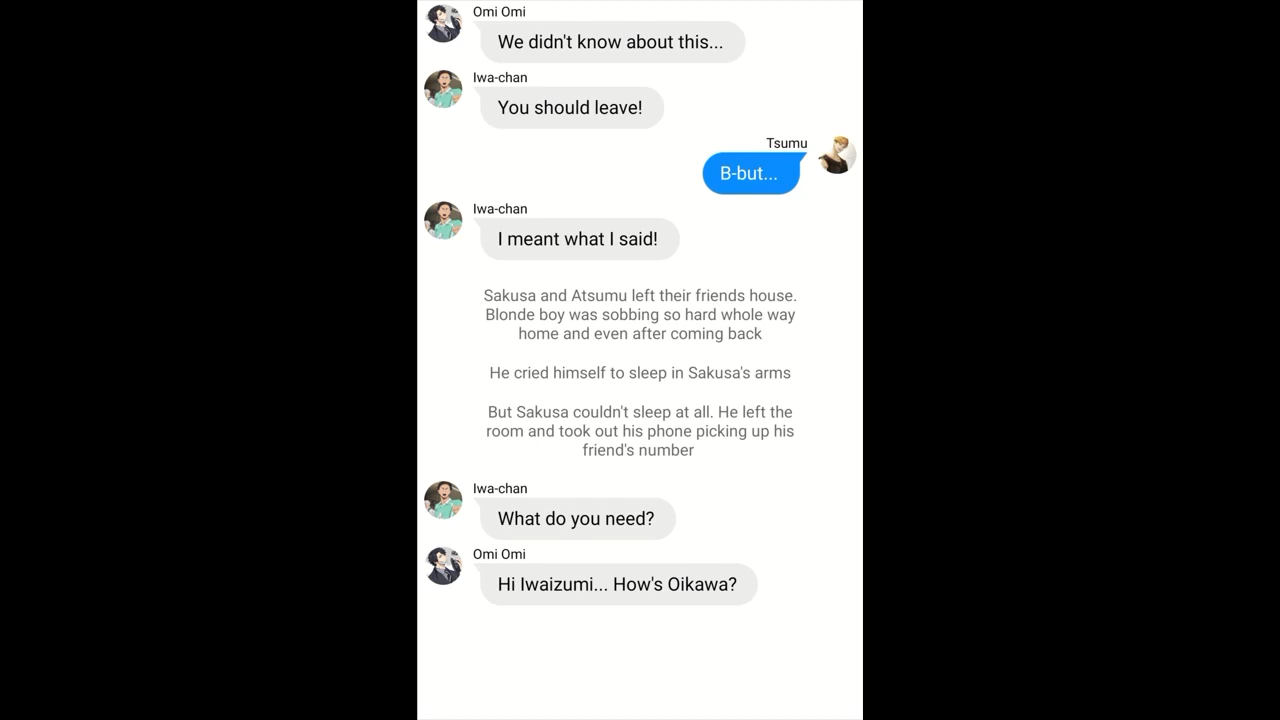 Omi Omi
We didn't know about this...
Iwa-chan
You should leave!
Tsumu
B-but...
Iwa-chan
I meant what I said!
Sakusa and Atsumu left their friends house.
Blonde boy was sobbing so hard whole way
home and even after coming back
He cried himself to sleep in Sakusa's arms
But Sakusa couldn't sleep at all. He left the
room and took out his phone picking up his
friend's number
Iwa-chan
What do you need?
Omi Omi
Hi Iwaizumi... How's Oikawa?